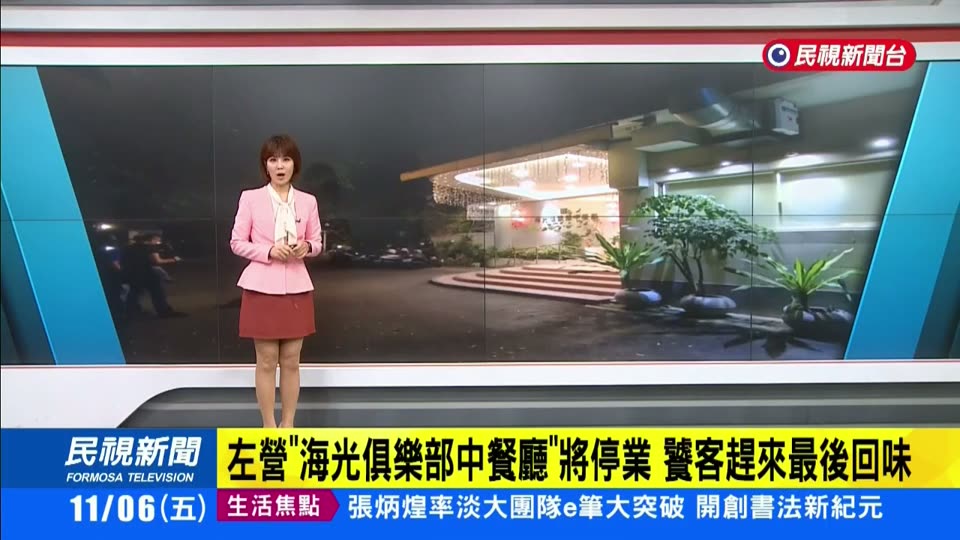 民視新聞台
民視新聞
FORMOSA TELEVISION
左營"海光俱樂部中餐廳"將停業 饕客趕來最後回味
11/06(五)
生活焦點
張炳煌率淡大團隊e筆大突破 開創書法新紀元